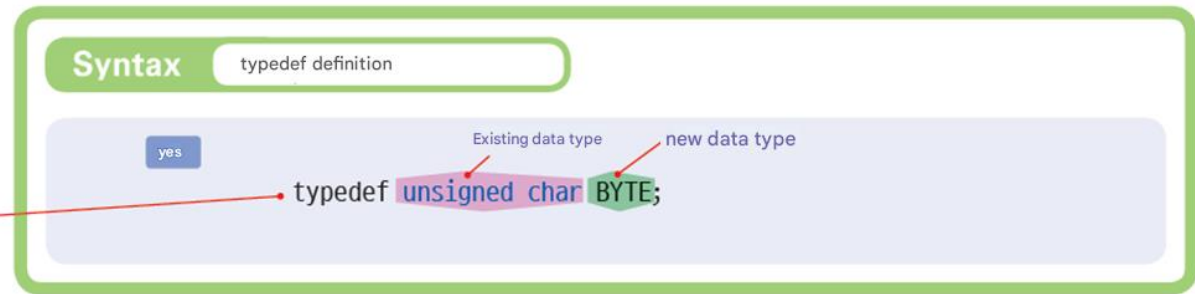 Syntax
typedef definition
yes
Existing data type
new data type
typedef unsigned char BYTE;